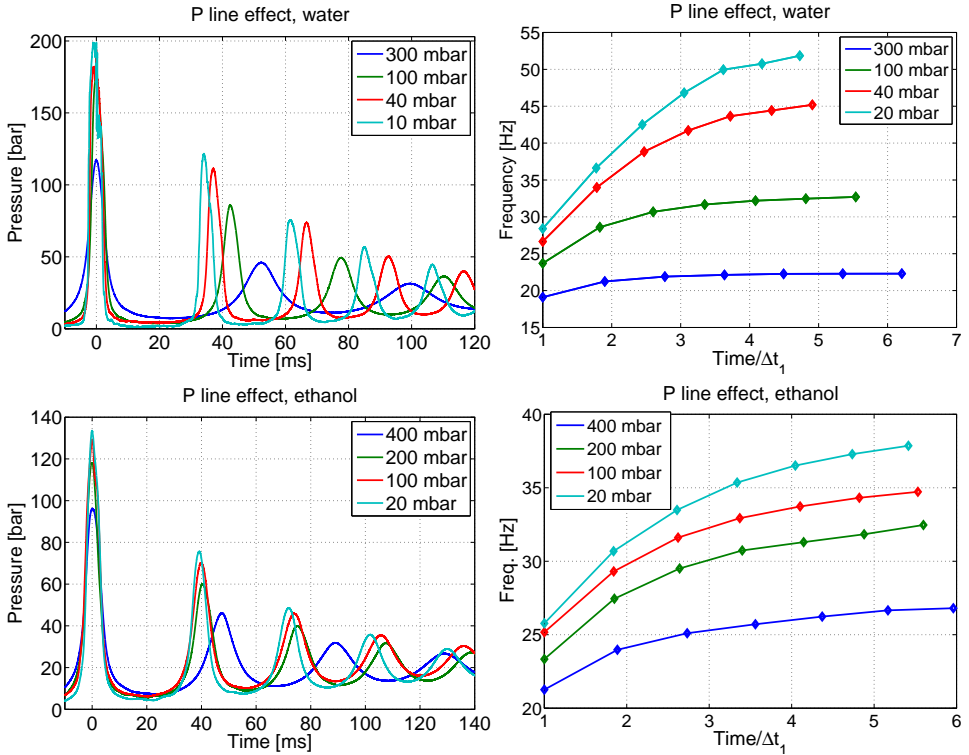 P line effect, water
200
150
100
50
0
Pressure [bar]
0 20 40 60 80 100 120
Time [ms]
300 mbar
100 mbar
40 mbar
10 mbar
P line effect, water
55
50
45
40
35
30
25
20
15
Frequency [Hz]
1 2 3 4 5 6 7
Time/Δt1
300 mbar
100 mbar
40 mbar
20 mbar
P line effect, ethanol
140
120
100
80
60
40
20
0
Pressure [bar]
0 20 40 60 80 100 120 140
Time [ms]
400 mbar
200 mbar
100 mbar
20 mbar
P line effect, ethanol
40
35
30
25
20
Freq. [Hz]
1 2 3 4 5 6
Time/Δt1
400 mbar
200 mbar
100 mbar
20 mbar